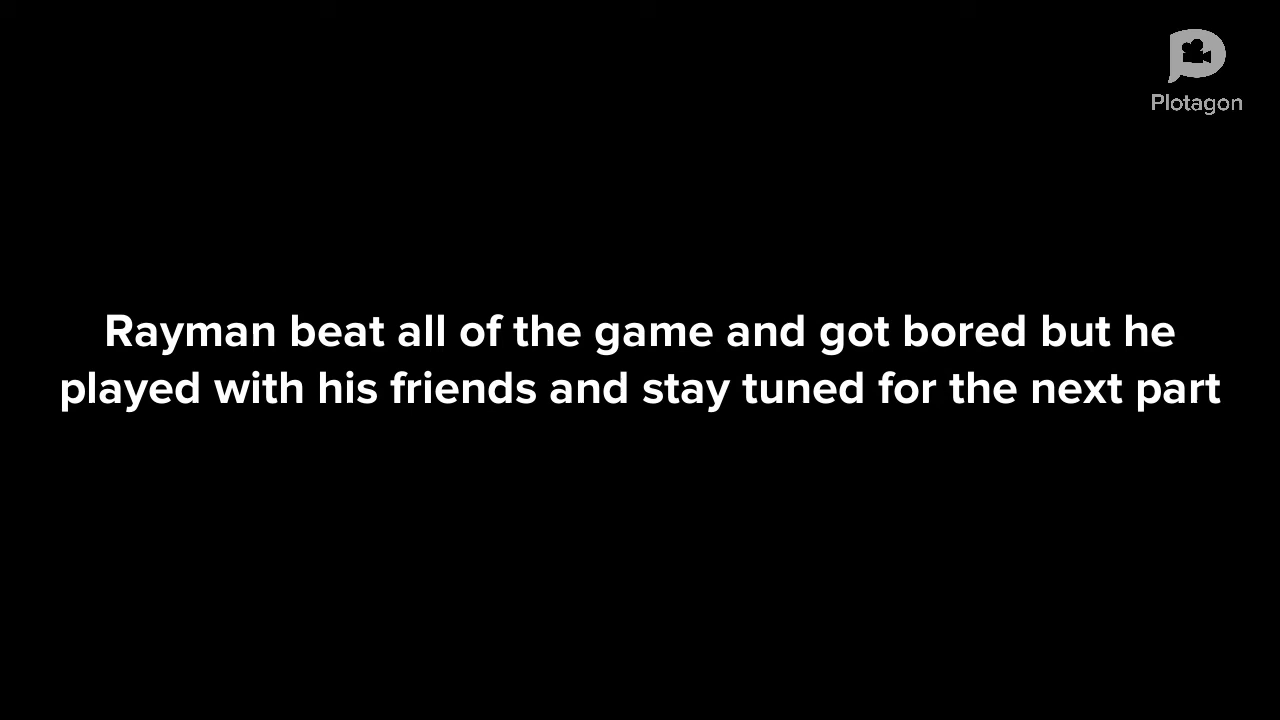 Plotagon
Rayman beat all of the game and got bored but he
played with his friends and stay tuned for the next part